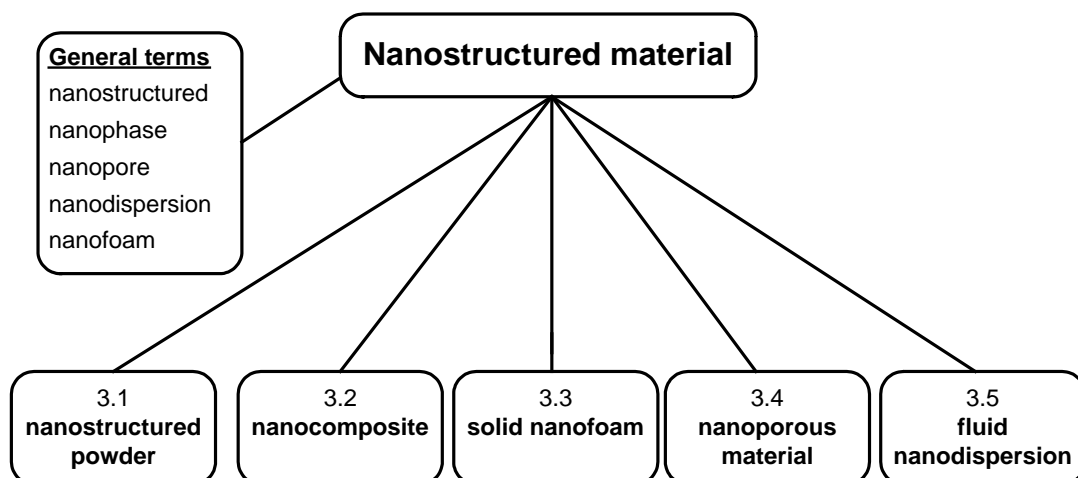 Nanostructured material
General terms
nanostructured
nanophase
nanopore
nanodispersion
nanofoam
3.1
nanostructured
powder
3.2
nanocomposite
3.3
solid nanofoam
3.4
nanoporous
material
3.5
fluid
nanodispersion